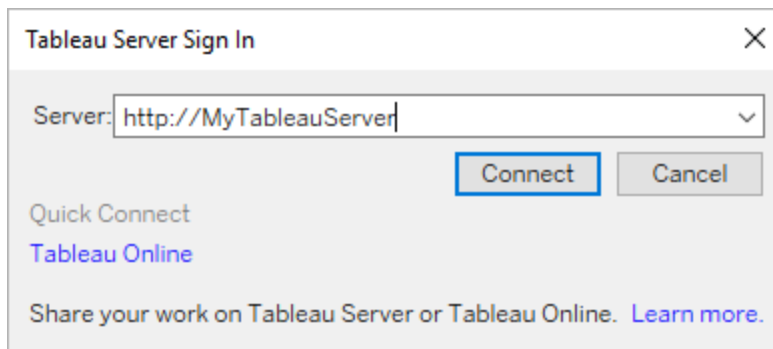 Tableau Server Sign In
Server: http://MyTableauServer
Connect Cancel
Quick Connect
Tableau Online
Share your work on Tableau Server or Tableau Online. Learn more.